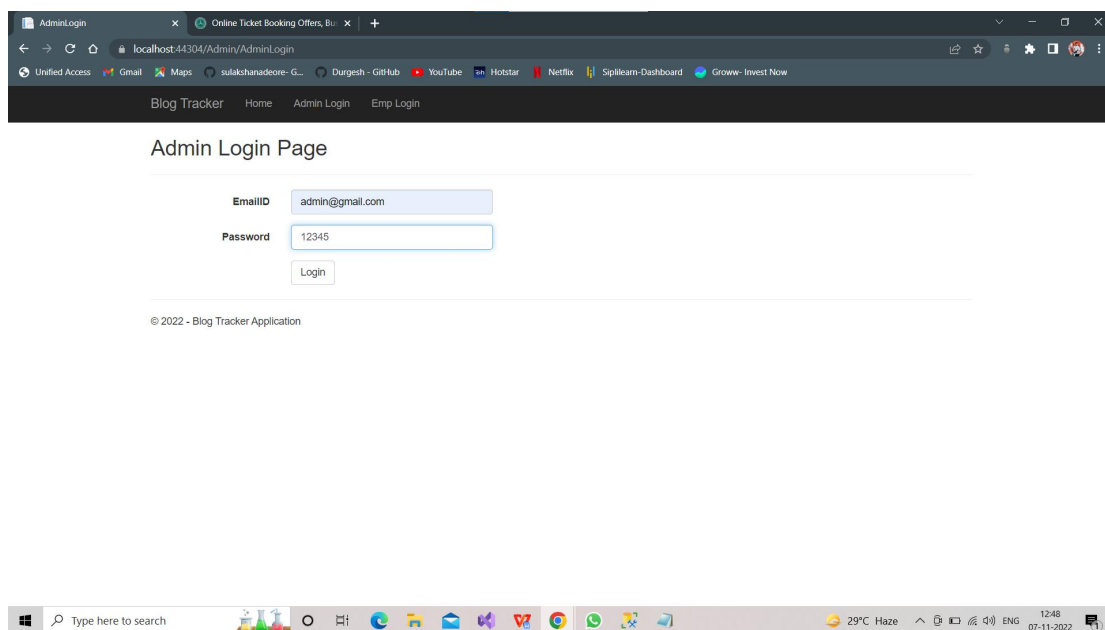 AdminLogin
Online Ticket Booking Offers, Bu
localhost:44304/Admin/AdminLogin
Unified Access Gmail Maps sulakshanadeore- G... Durgesh - GitHub YouTube Hotstar Netflix Siplilearn-Dashboard Groww- Invest Now
Blog Tracker Home Admin Login Emp Login
Admin Login Page
EmailID admin@gmail.com
Password 12345
Login
© 2022 - Blog Tracker Application
Type here to search 29°C Haze ENG 12:48
07-11-2022